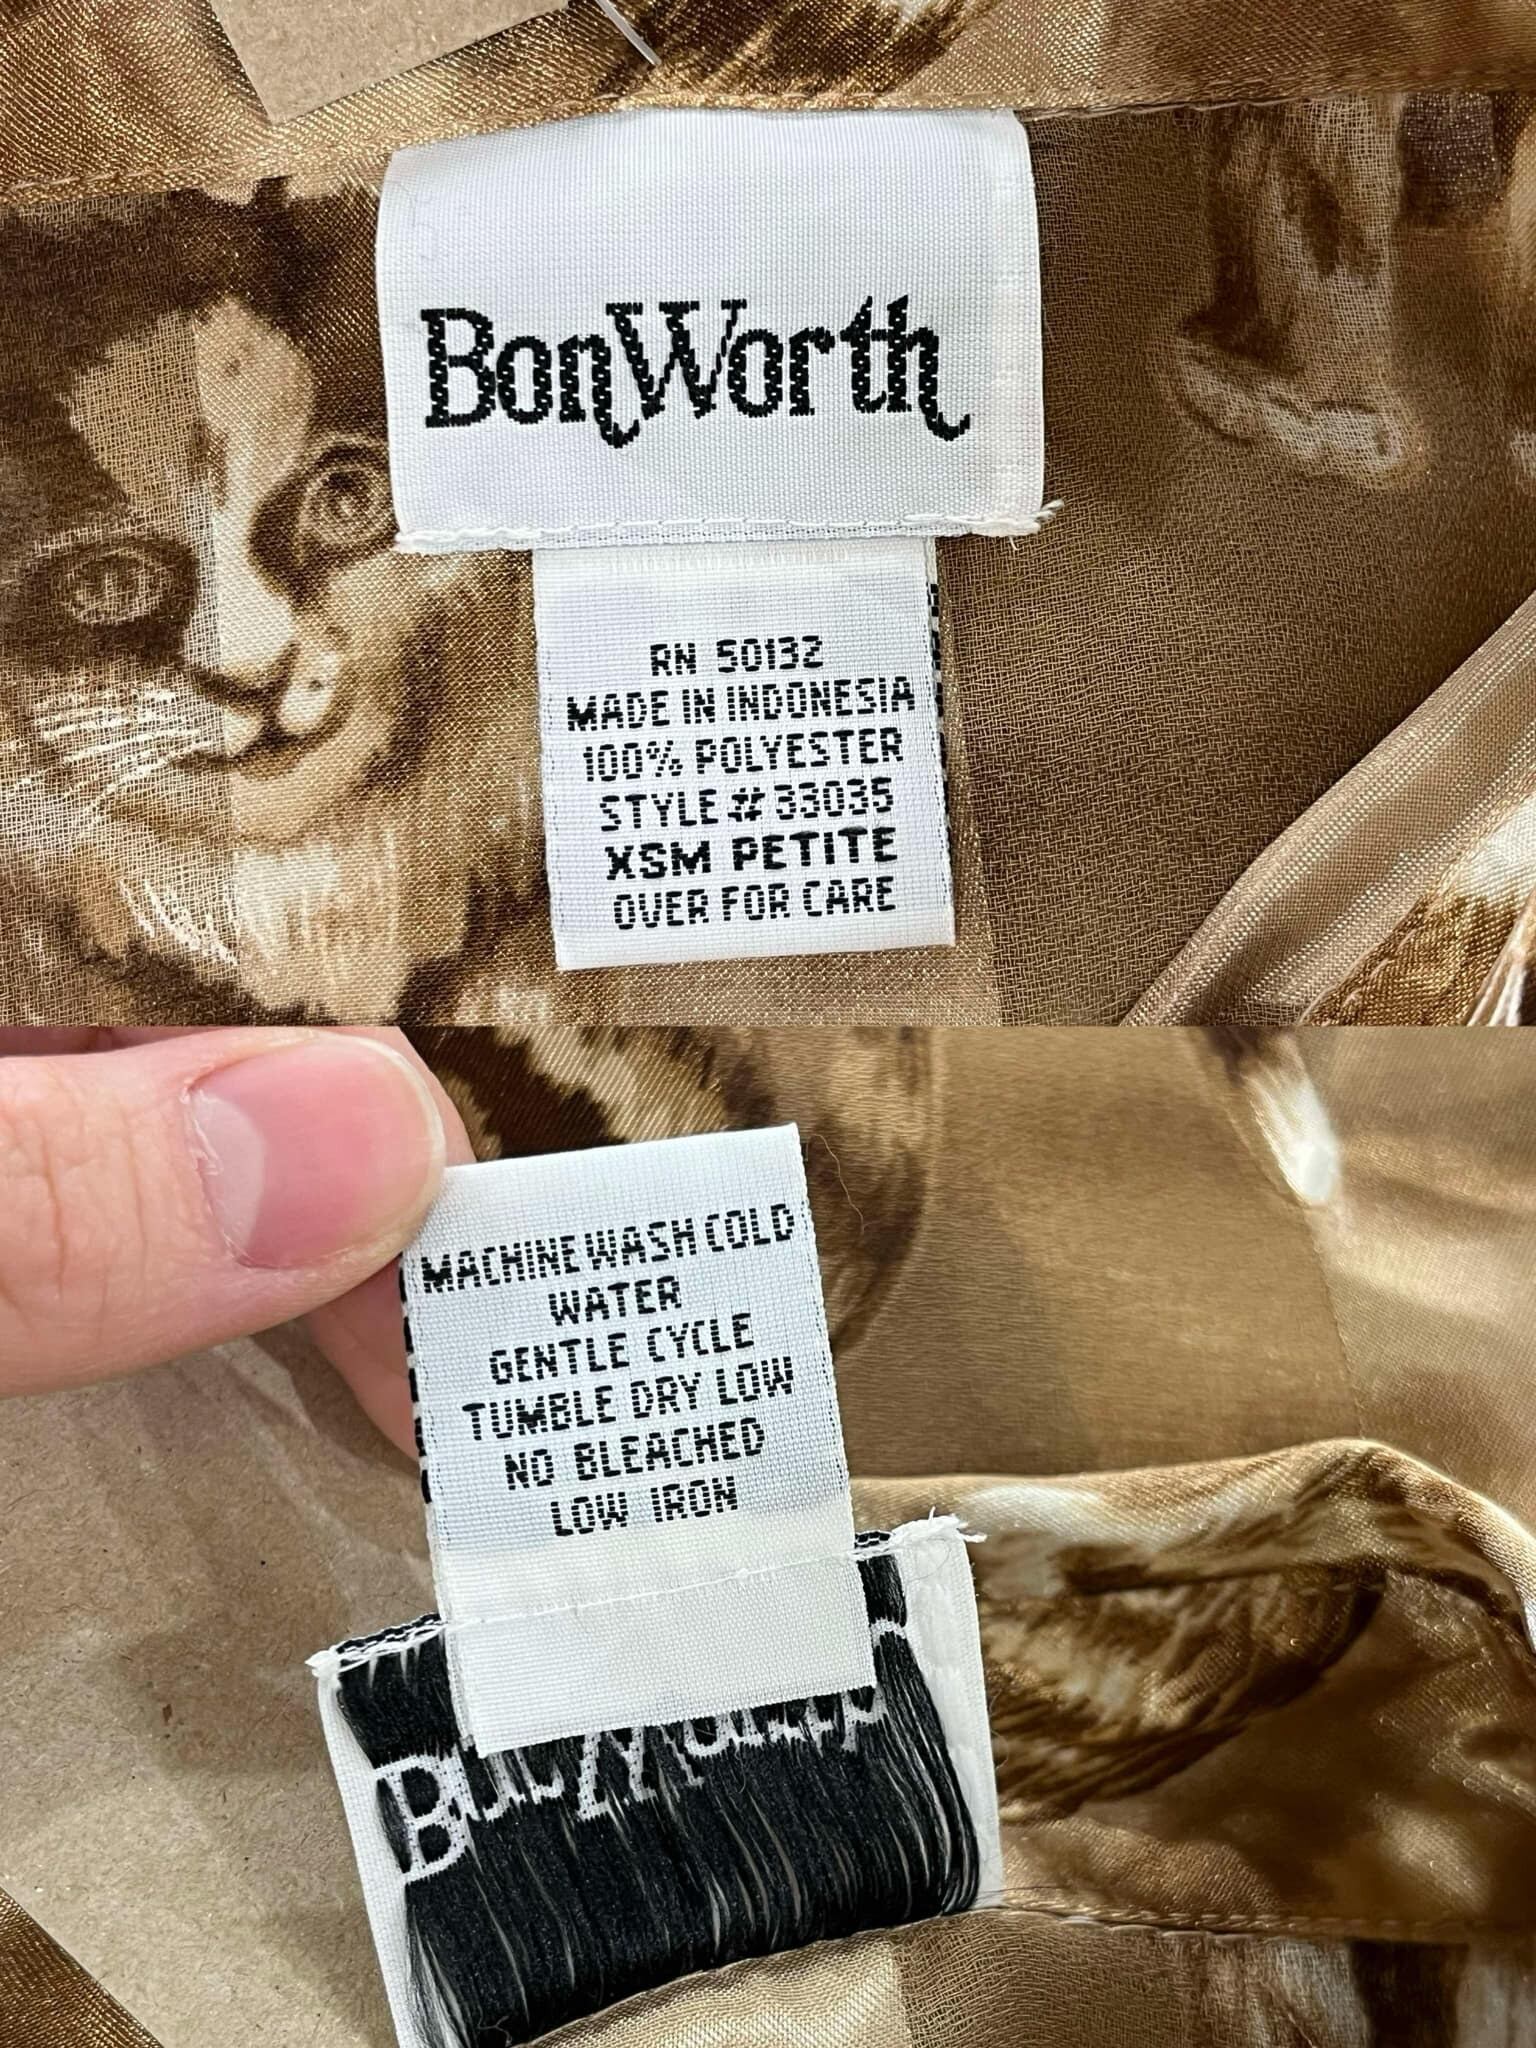 BonWorth
RN 50132
MADE IN INDONESIA
100% POLYESTER
STYLE # 33035
XSM PETITE
OVER FOR CARE
MACHINE WASH COLD
WATER
GENTLE CYCLE
TUMBLE DRY LOW
NO BLEACHED
LOW IRON